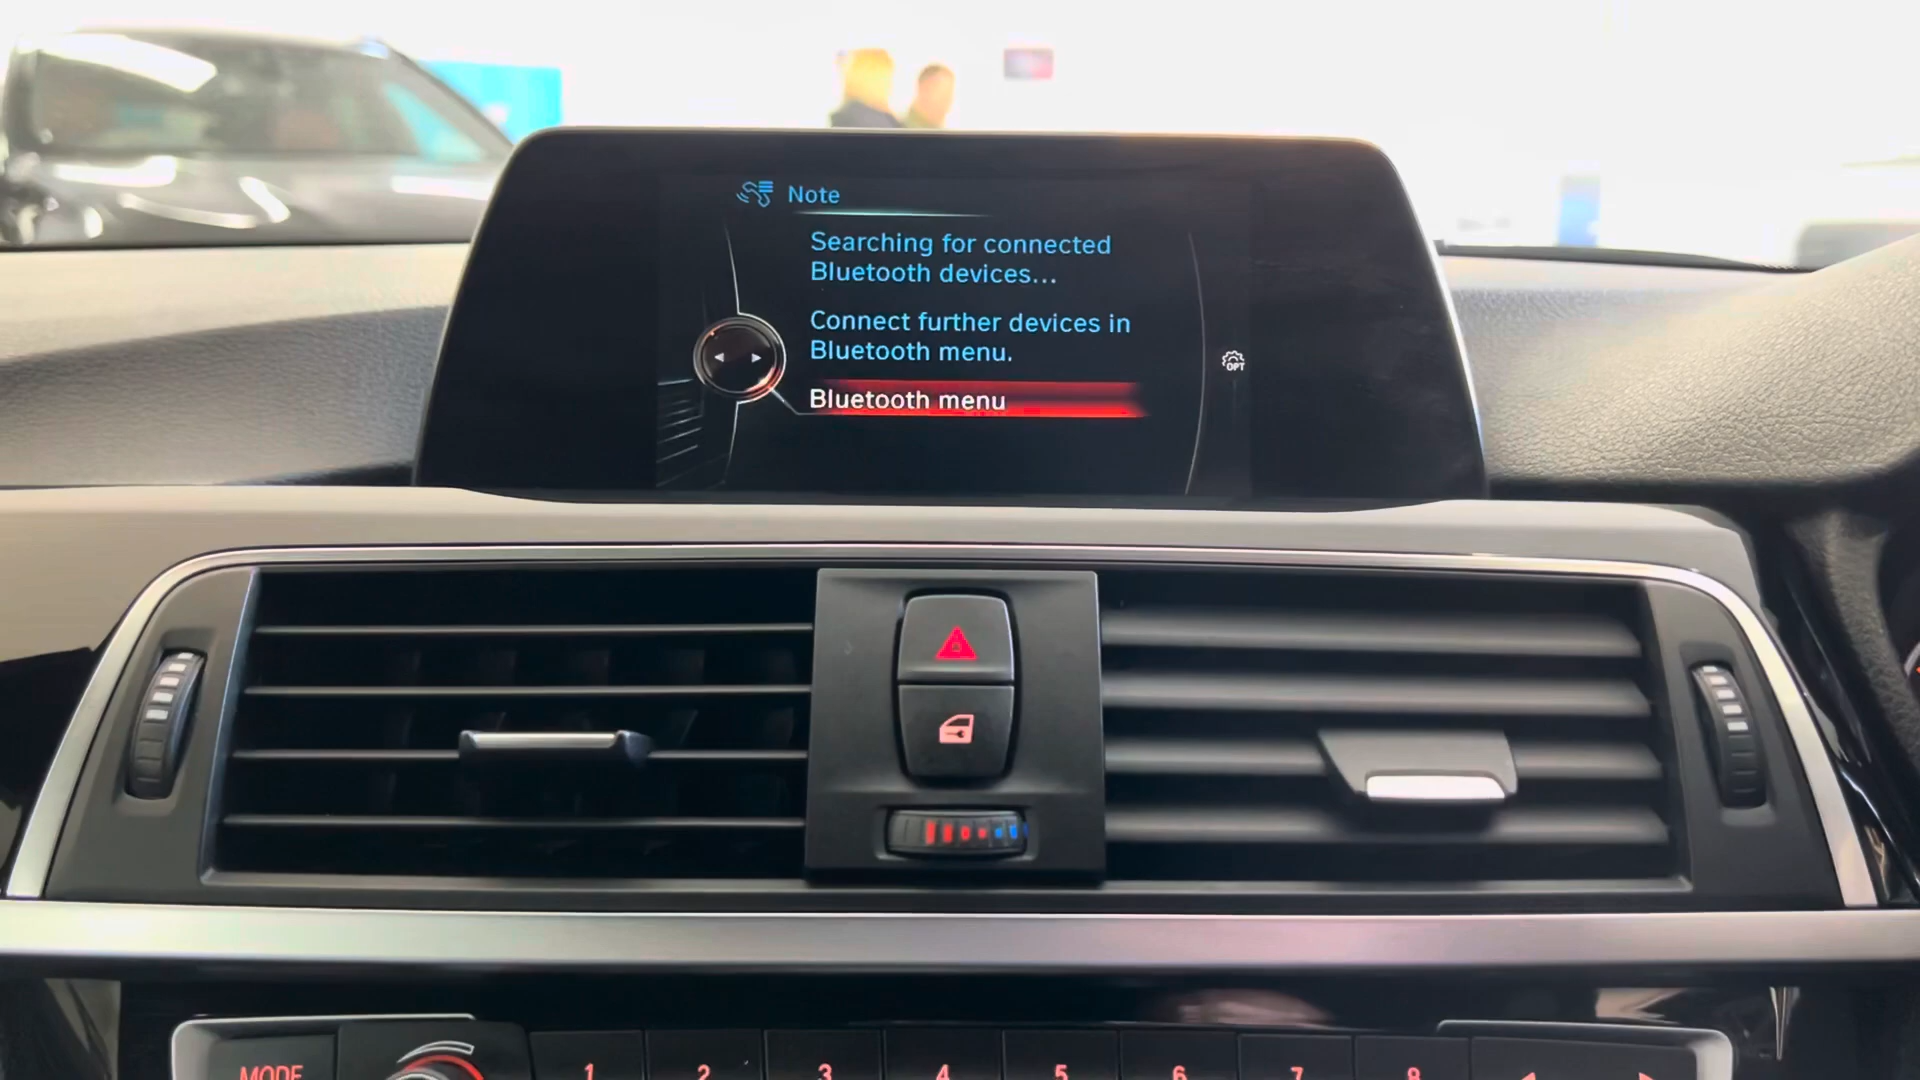 Note
Searching for connected
Bluetooth devices...
Connect further devices in
Bluetooth menu.
OPT
Bluetooth menu
MODE 1 2 3 4 5 6 7 8